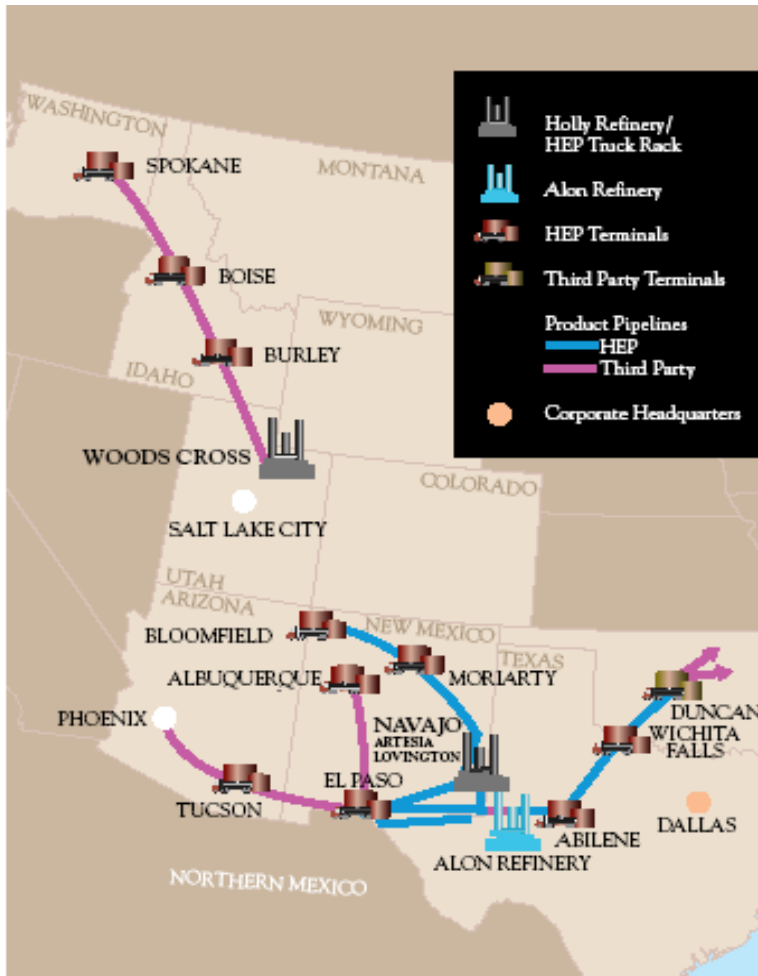 WASHINGTON
SPOKANE
MONTANA
BOISE
WYOMING
BURLEY
IDAHO
WOODS CROSS
COLORADO
SALT LAKE CITY
UTAH
ARIZONA
BLOOMFIELD
NEW MEXICO
TEXAS
ALBUQUERQUE
MORIARTY
PHOENIX
NAVAJO
ARTESIA
LOVINGTON
DUNCAN
WICHITA
FALLS
EL PASO
TUCSON
ABILENE
DALLAS
ALON REFINERY
NORTHERN MEXICO
Holly Refinery/
HEP Truck Rack
Alon Refinery
HEP Terminals
Third Party Terminals
Product Pipelines
HEP
Third Party
Corporate Headquarters